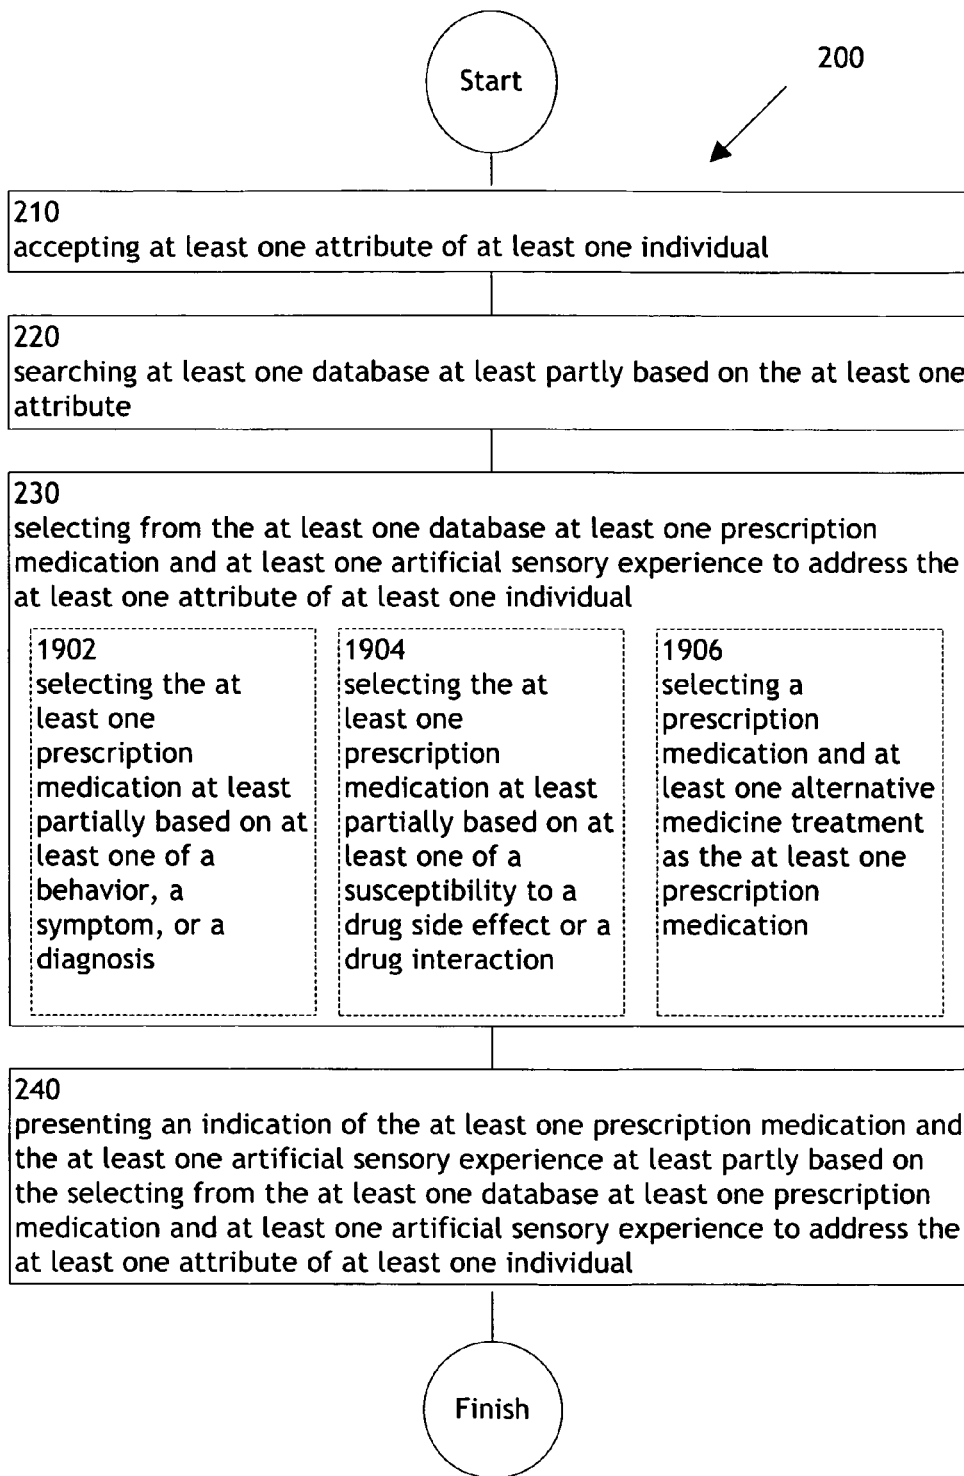 Start
200
210
accepting at least one attribute of at least one individual
220
searching at least one database at least partly based on the at least one
attribute
230
selecting from the at least one database at least one prescription
medication and at least one artificial sensory experience to address the
at least one attribute of at least one individual
1902
selecting the at
least one
prescription
medication at least
partially based on at
least one of a
behavior, a
symptom, or a
diagnosis
1904
selecting the at
least one
prescription
medication at least
partially based on at
least one of a
susceptibility to a
drug side effect or a
drug interaction
1906
selecting a
prescription
medication and at
least one alternative
medicine treatment
as the at least one
prescription
medication
240
presenting an indication of the at least one prescription medication and
the at least one artificial sensory experience at least partly based on
the selecting from the at least one database at least one prescription
medication and at least one artificial sensory experience to address the
at least one attribute of at least one individual
Finish